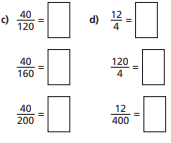 c) 40/120 = d) 12/4 =
40/160 = 120/4 =
40/200 = 12/400 =